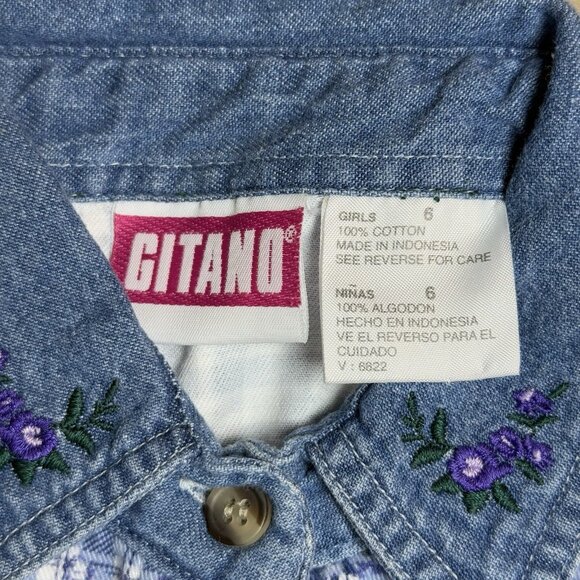 GITANO®
GIRLS 6
100% COTTON
MADE IN INDONESIA
SEE REVERSE FOR CARE
NIÑAS 6
100% ALGODON
HECHO EN INDONESIA
VE EL REVERSO PARA EL
CUIDADO
V : 6822